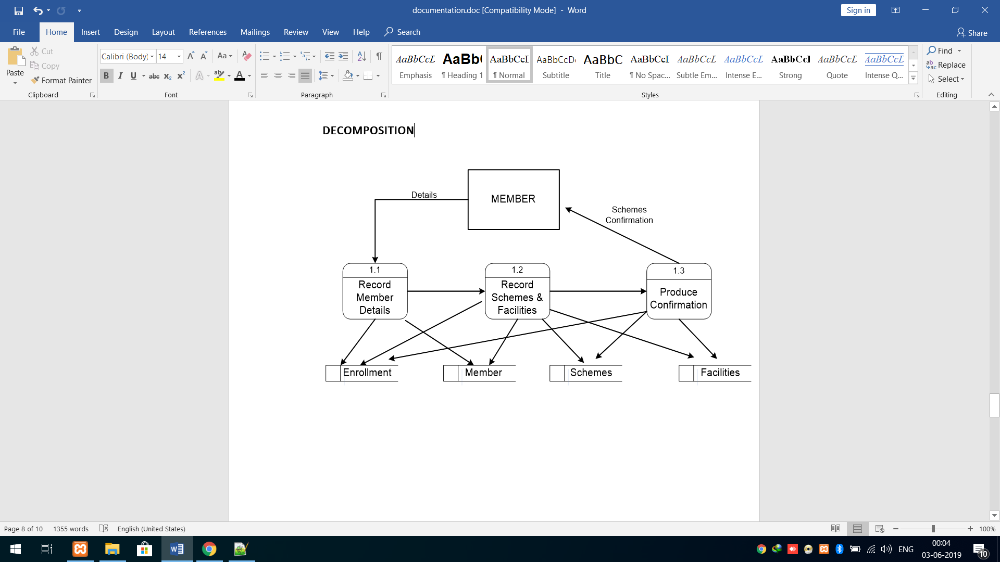 documentation.doc [Compatibility Mode] - Word
Sign in
File Home Insert Design Layout References Mailings Review View Help Search
Share
Paste
Cut
Copy
Format Painter
Clipboard
Calibri (Body) 14
Aa
B I U abc x₂ x²
A A
Font
Paragraph
AaBbCcL AaBb( AaBbCcI AaBbCcD AaBbC AaBbCcI AaBbCcL AaBbCcL AaBbCcI AaBbCcL AaBbCcL
Emphasis ¶ Heading 1 ¶ Normal Subtitle Title ¶ No Spac... Subtle Em... Intense E... Strong Quote Intense Q...
Styles
Find
Replace
Select
Editing
DECOMPOSITION
MEMBER
Details
Schemes
Confirmation
1.1
Record
Member
Details
1.2
Record
Schemes &
Facilities
1.3
Produce
Confirmation
Enrollment
Member
Schemes
Facilities
Page 8 of 10 1355 words English (United States)
100%
ENG
00:04
03-06-2019
10